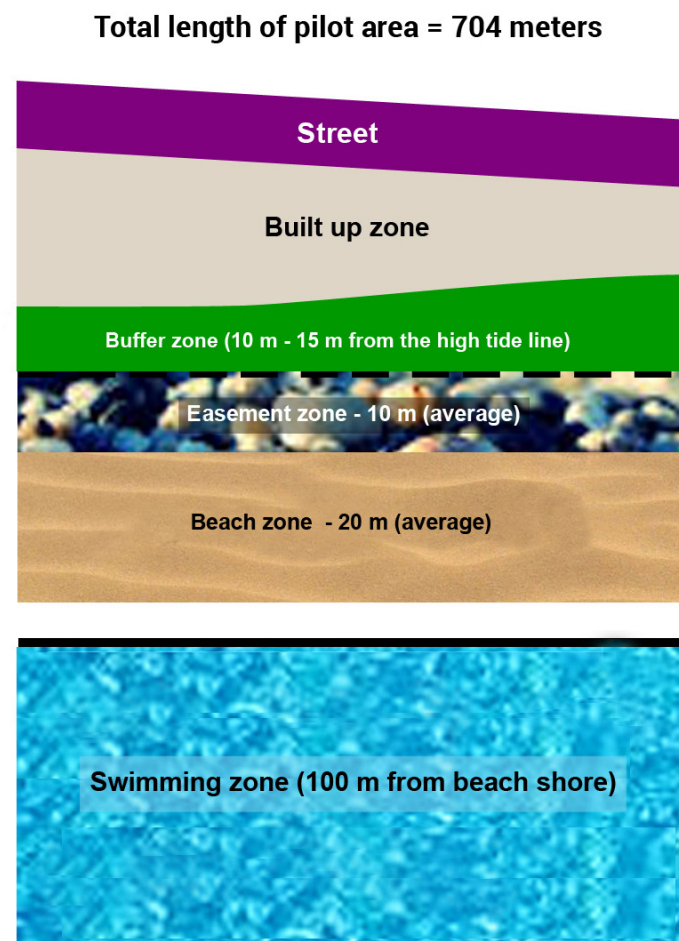 Total length of pilot area = 704 meters
Street
Built up zone
Buffer zone (10 m - 15 m from the high tide line)
Easement zone - 10 m (average)
Beach zone - 20 m (average)
Swimming zone (100 m from beach shore)